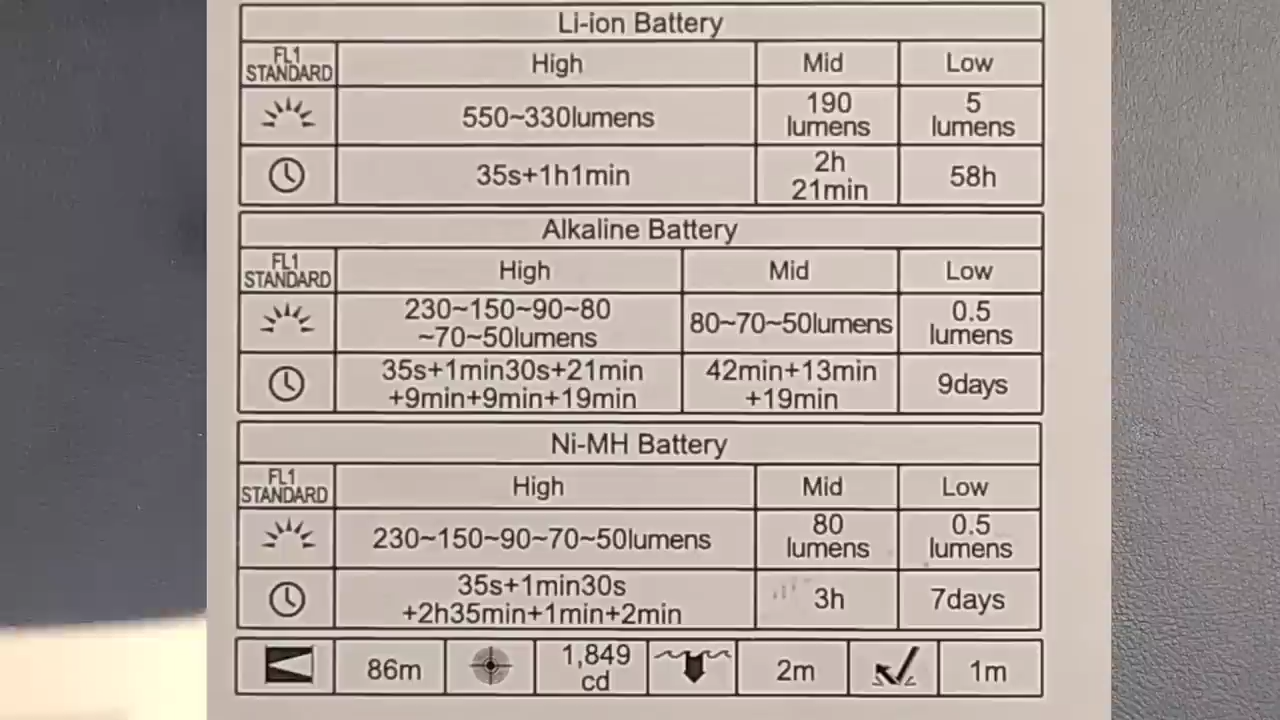 Li-ion Battery
FL1
STANDARD
High
Mid
Low
550~330lumens
190
lumens
5
lumens
35s+1h1min
2h
21min
58h
Alkaline Battery
FL1
STANDARD
High
Mid
Low
230~150~90~80
~70~50lumens
80~70~50lumens
0.5
lumens
35s+1min30s+21min
+9min+9min+19min
42min+13min
+19min
9days
Ni-MH Battery
FL1
STANDARD
High
Mid
Low
230~150~90~70~50lumens
80
lumens
0.5
lumens
35s+1min30s
+2h35min+1min+2min
3h
7days
86m
1,849
cd
2m
1m